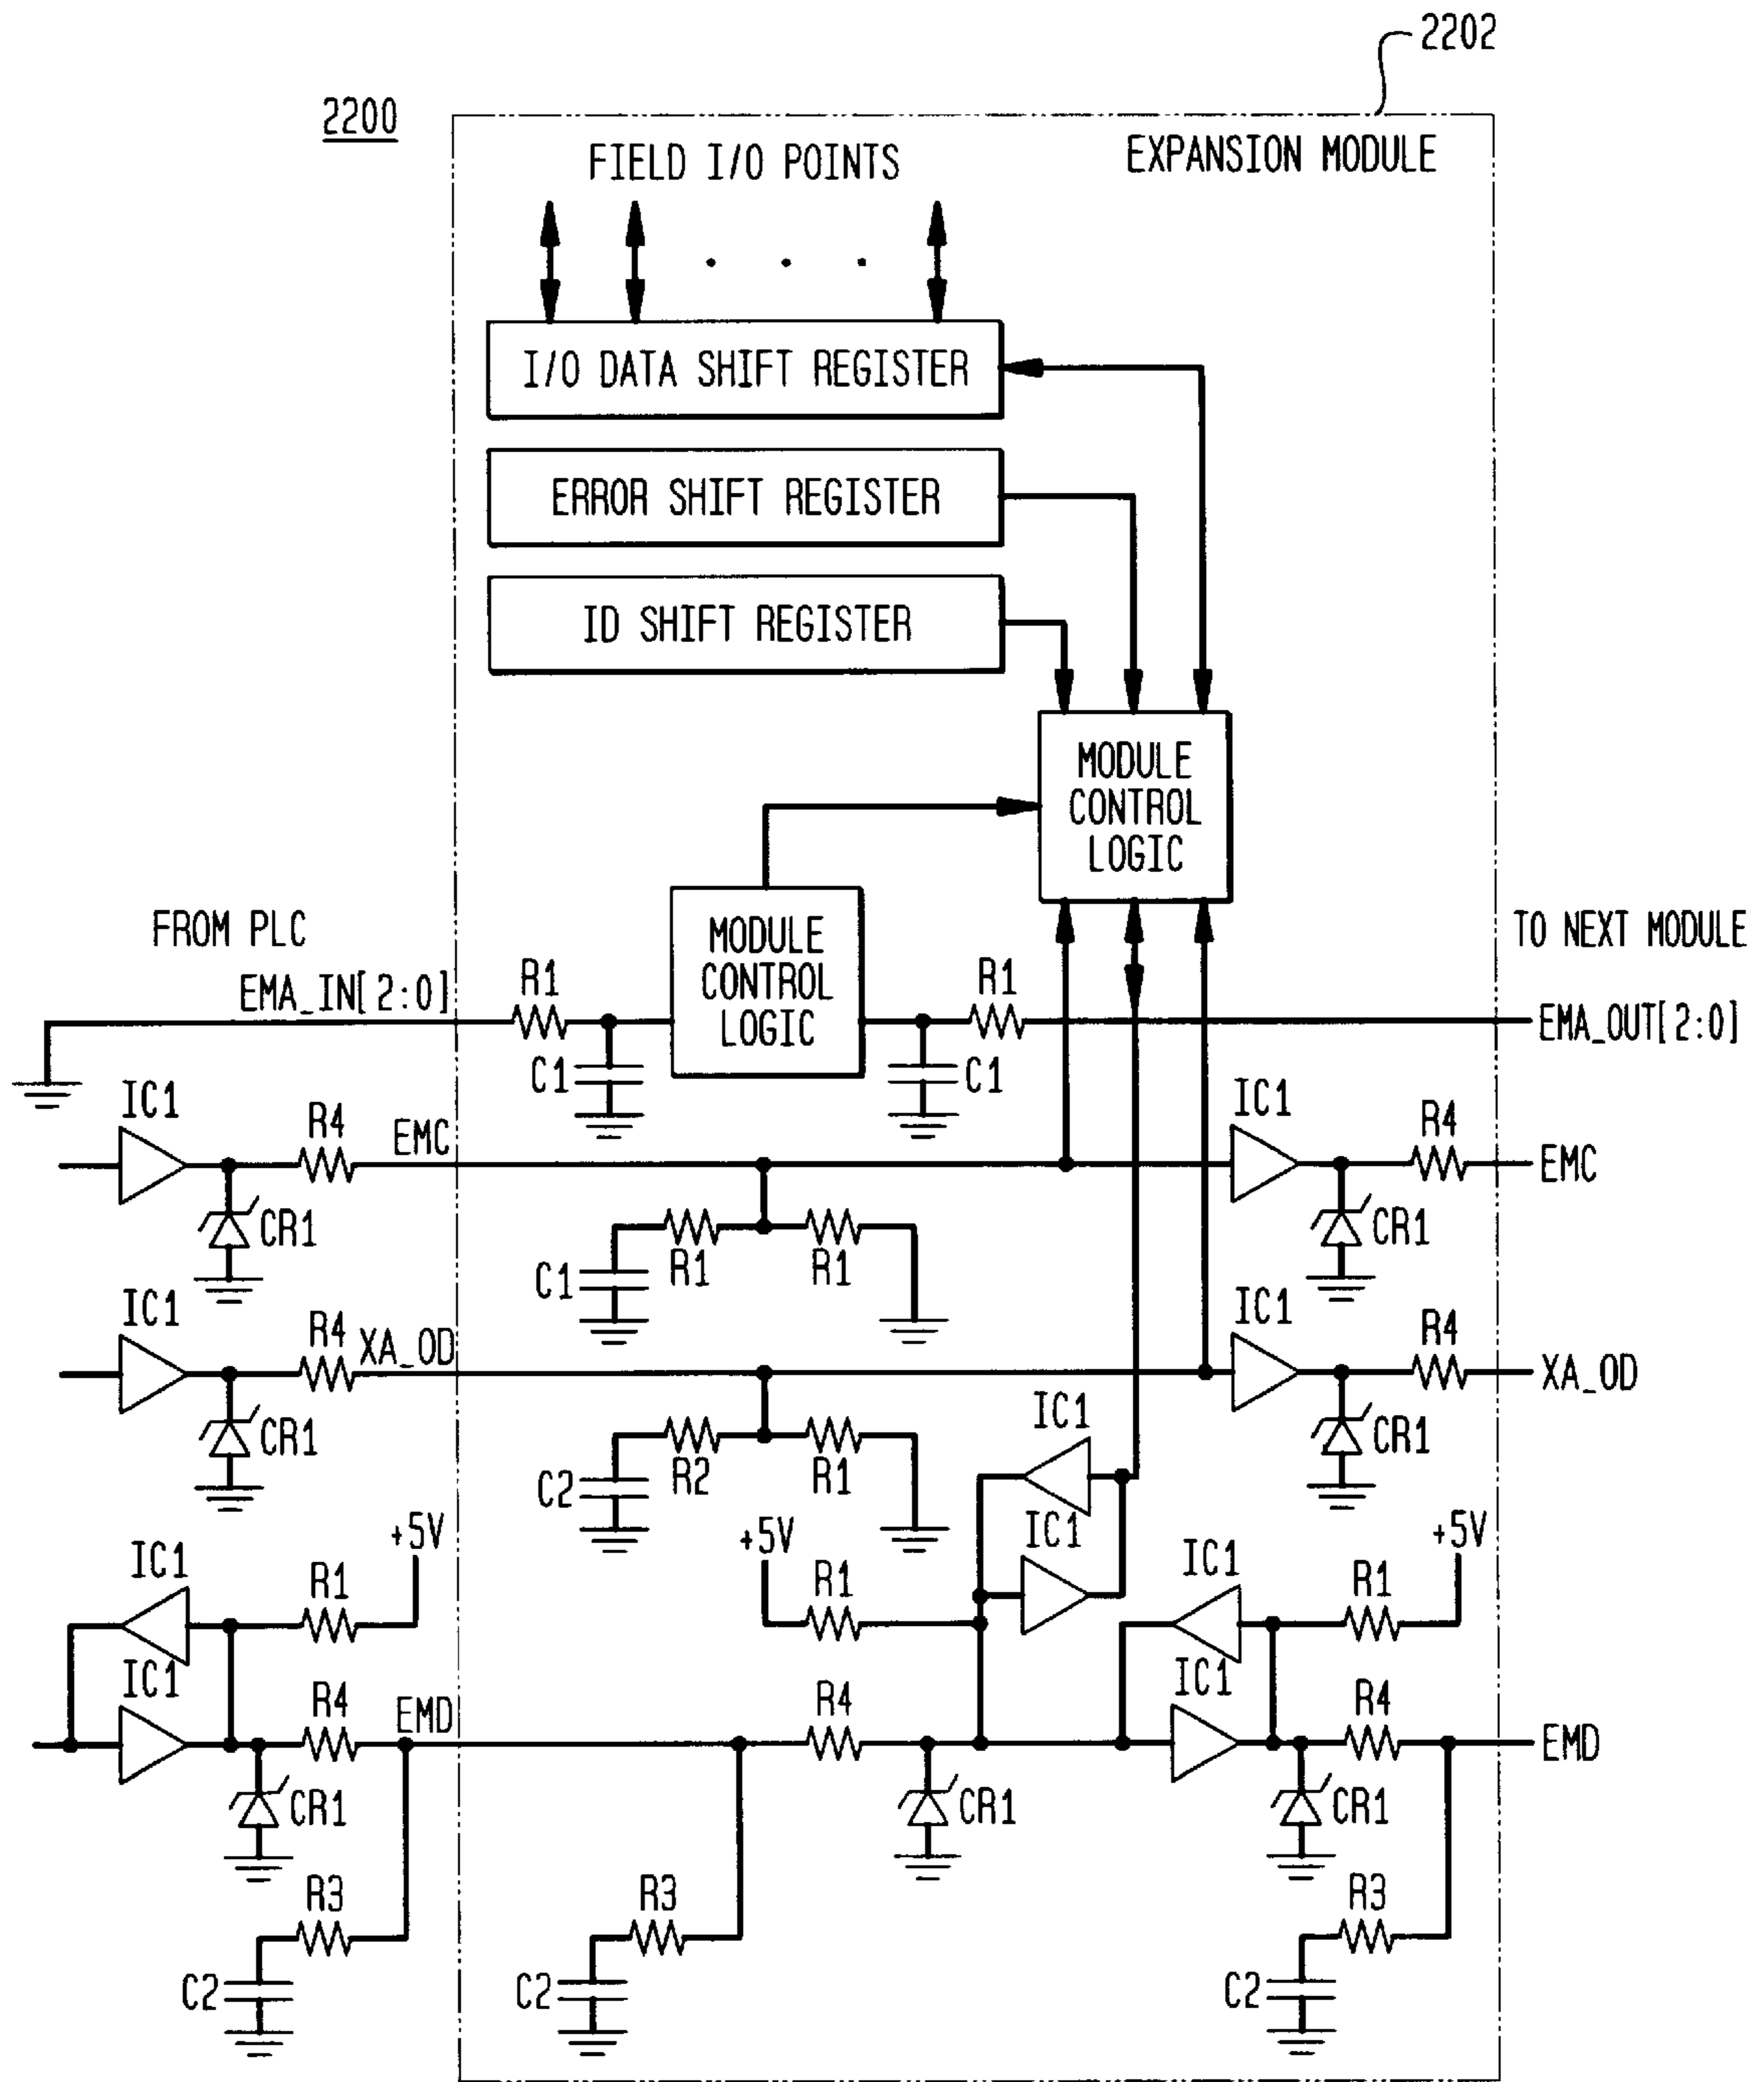 2202
2200
FIELD I/O POINTS
EXPANSION MODULE
I/O DATA SHIFT REGISTER
ERROR SHIFT REGISTER
ID SHIFT REGISTER
MODULE
CONTROL
LOGIC
FROM PLC
MODULE
CONTROL
LOGIC
TO NEXT MODULE
EMA_IN[2:0]
R1
R1
EMA_OUT[2:0]
C1
C1
IC1
R4
EMC
IC1
R4
EMC
CR1
R1
R1
C1
CR1
IC1
R4
XA_OD
IC1
R4
XA_OD
CR1
R2
R1
C2
IC1
CR1
+5V
+5V
IC1
+5V
IC1
R1
R1
IC1
R1
IC1
R4
EMD
R4
IC1
R4
EMD
CR1
CR1
CR1
R3
R3
R3
C2
C2
C2